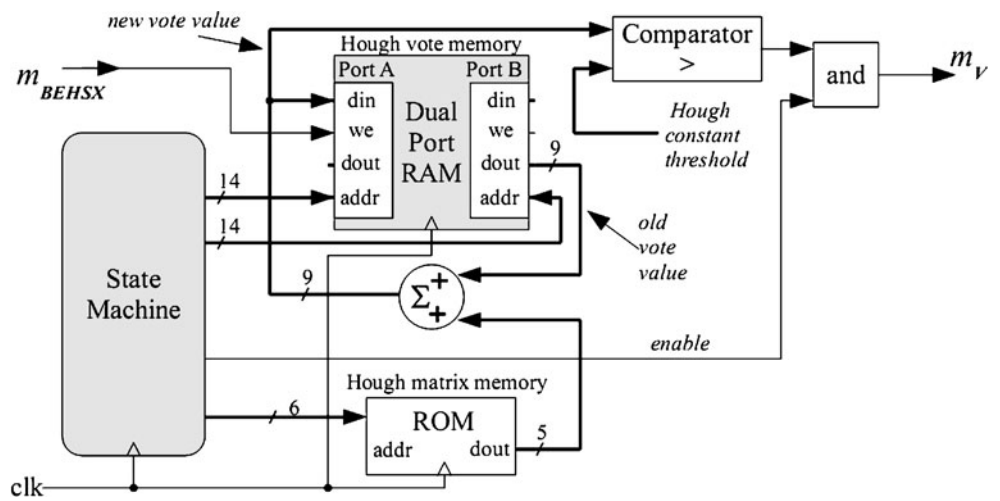 new vote value
Hough vote memory
Comparator
>
m BEHSX
Port A
Port B
din
we
dout
addr
Dual
Port
RAM
din
we
dout
addr
and
m V
Hough
constant
threshold
9
14
14
old
vote
value
State
Machine
9
Σ
+
+
enable
Hough matrix memory
6
ROM
addr
dout
5
clk